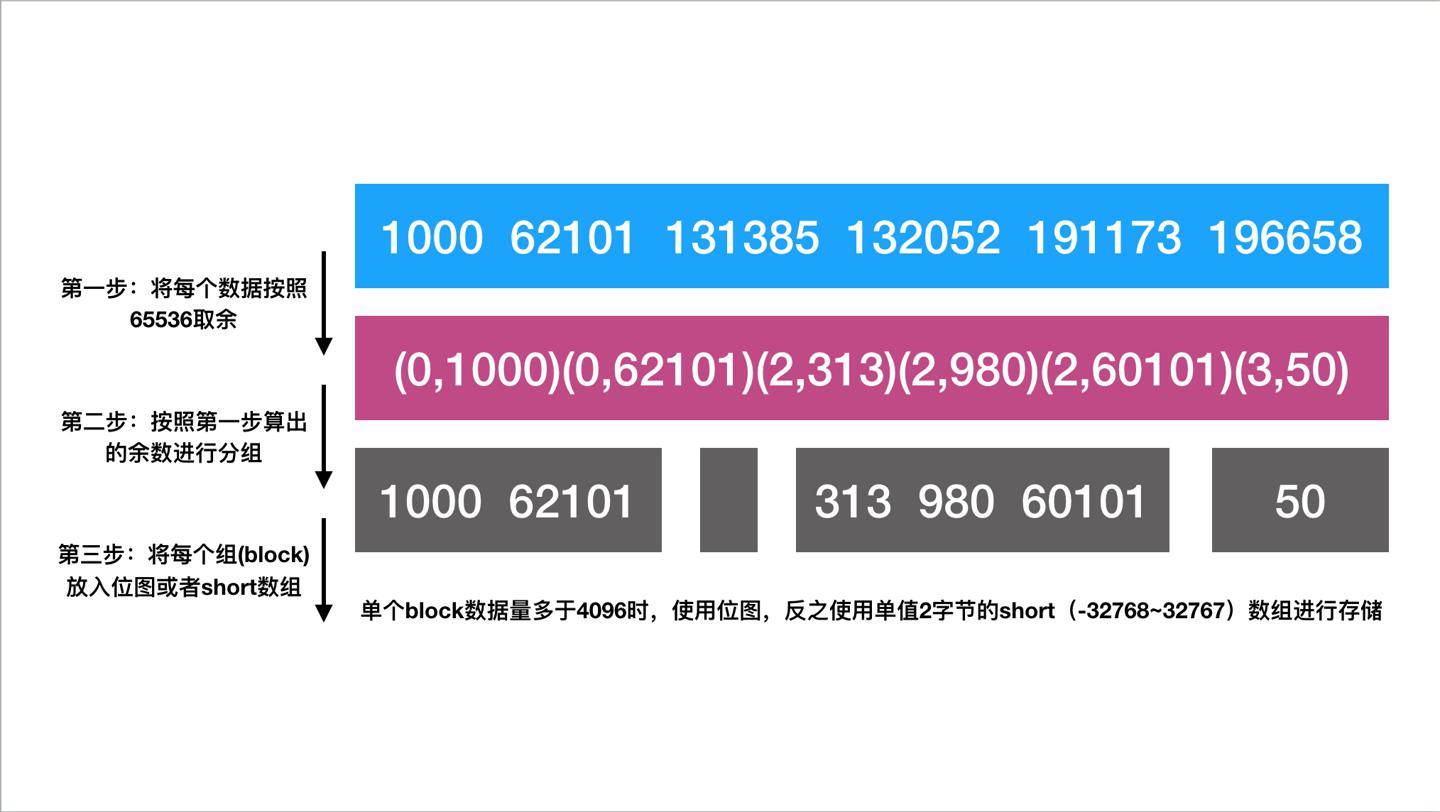 1000 62101 131385 132052 191173 196658
第一步：将每个数据按照
65536取余
(0,1000)(0,62101)(2,313)(2,980)(2,60101)(3,50)
第二步：按照第一步算出
的余数进行分组
1000 62101
313 980 60101
50
第三步：将每个组(block)
放入位图或者short数组
单个block数据量多于4096时，使用位图，反之使用单值2字节的short（-32768~32767）数组进行存储